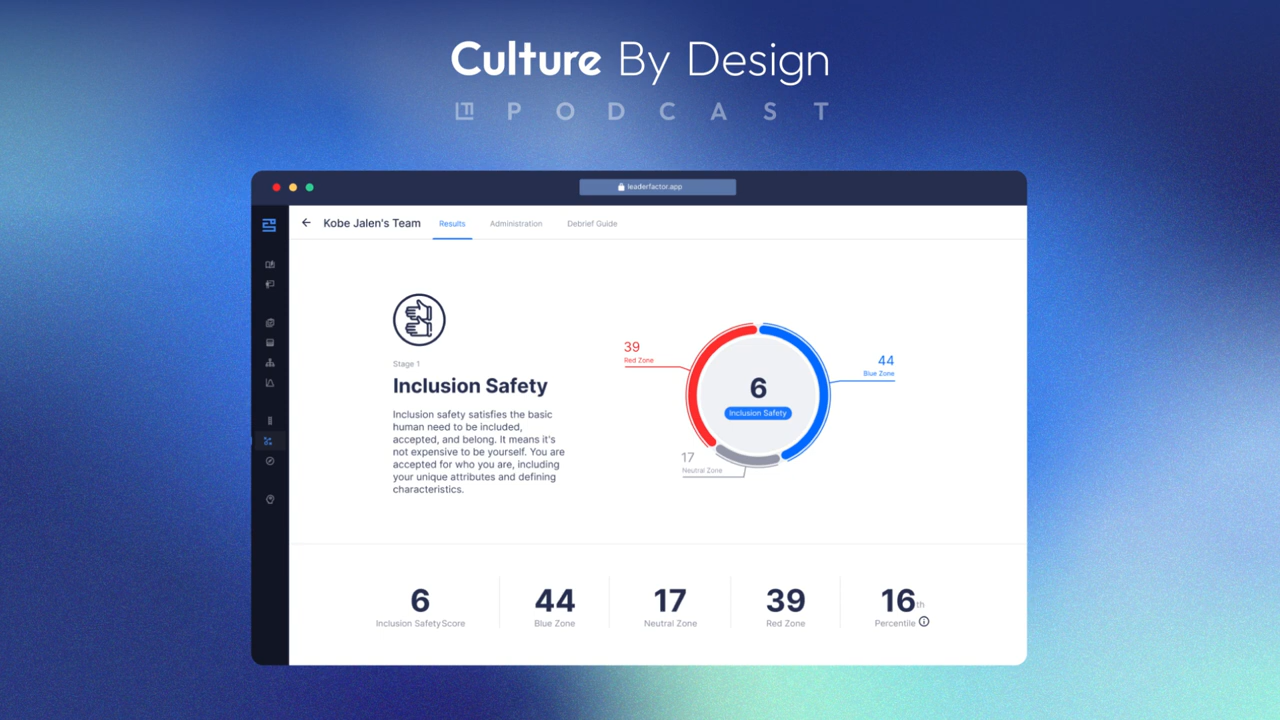 Culture By Design
PODCAST
leaderfactor.app
Kobe Jalen's Team Results Administration Debrief Guide
Stage 1
Inclusion Safety
Inclusion safety satisfies the basic
human need to be included,
accepted, and belong. It means it's
not expensive to be yourself. You are
accepted for who you are, including
your unique attributes and defining
characteristics.
39
Red Zone
44
Blue Zone
6
Inclusion Safety
17
Neutral Zone
6 44 17 39 16th
Inclusion SafetyScore Blue Zone Neutral Zone Red Zone Percentile